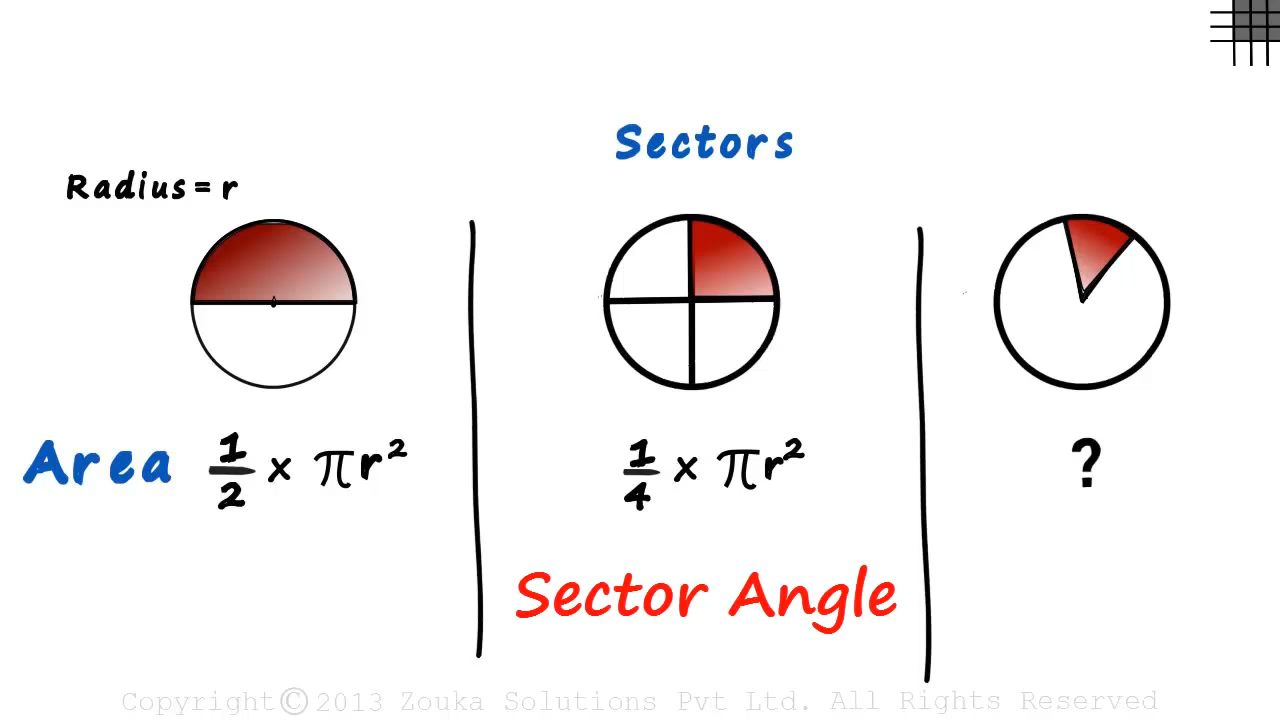 Sectors
Radius = r
Area 1/2 x πr² 1/4 x πr² ?
Sector Angle
Copyright© 2013 Zouka Solutions Pvt Ltd. All Rights Reserved